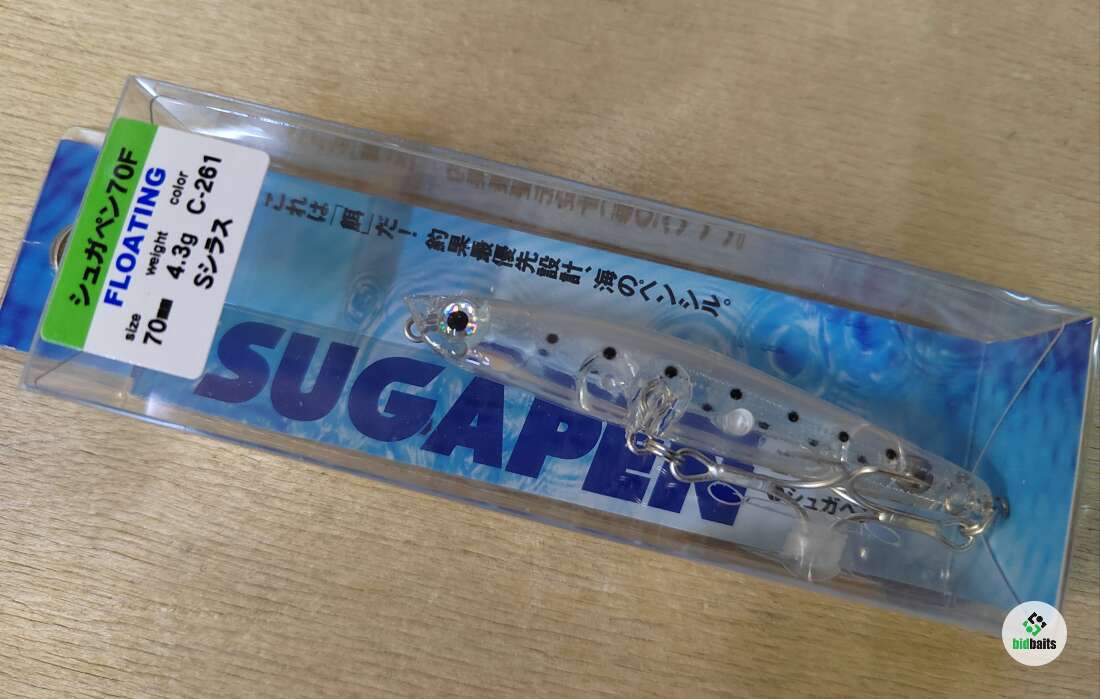 シュガペン70F
FLOATING
size weight color
70mm 4.3g C-261
Sシラス
これは「餌」だ!
釣果最優先設計、海のペンシル。
SUGAPEN
シュガペ
bidbaits